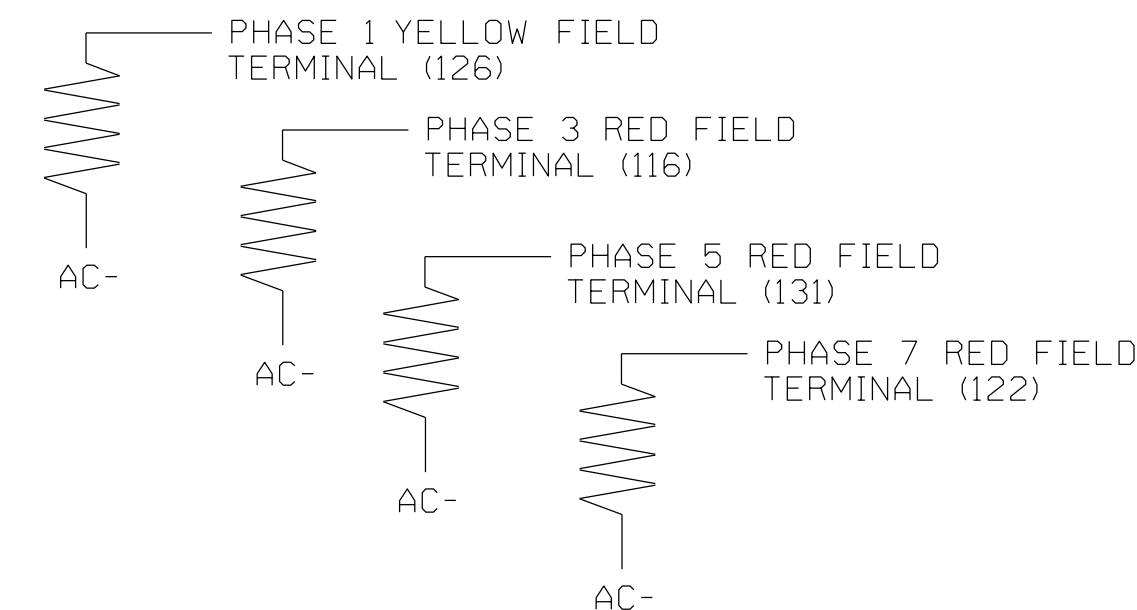 PHASE 1 YELLOW FIELD
TERMINAL (126)
AC-
PHASE 3 RED FIELD
TERMINAL (116)
AC-
PHASE 5 RED FIELD
TERMINAL (131)
AC-
PHASE 7 RED FIELD
TERMINAL (122)
AC-